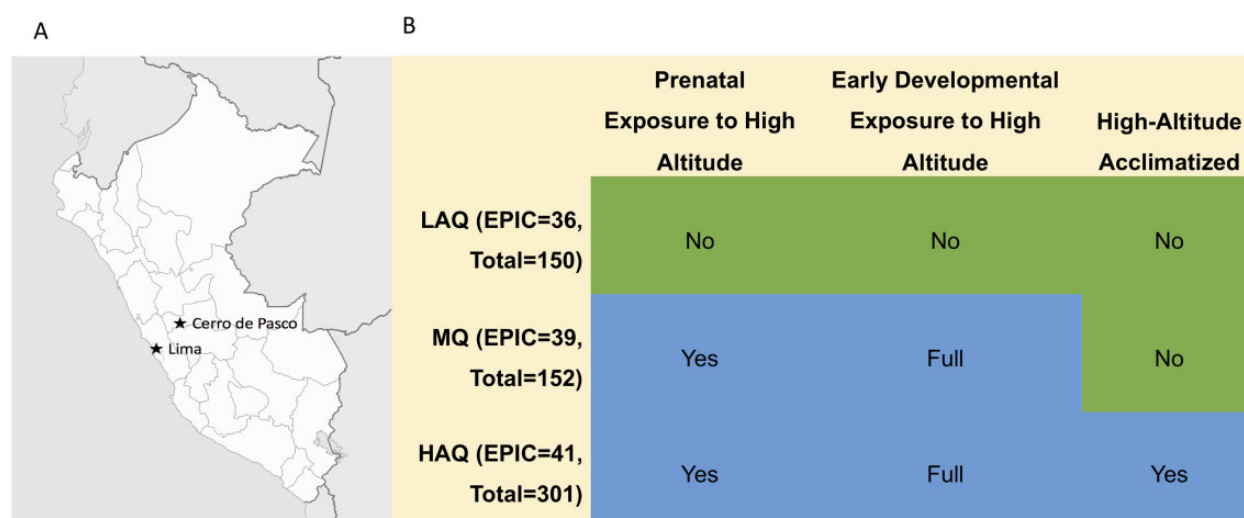 A
B
Cerro de Pasco
Lima
Prenatal
Exposure to High
Altitude
Early Developmental
Exposure to High
Altitude
High-Altitude
Acclimatized
LAQ (EPIC=36,
Total=150)
No
No
No
MQ (EPIC=39,
Total=152)
Yes
Full
No
HAQ (EPIC=41,
Total=301)
Yes
Full
Yes